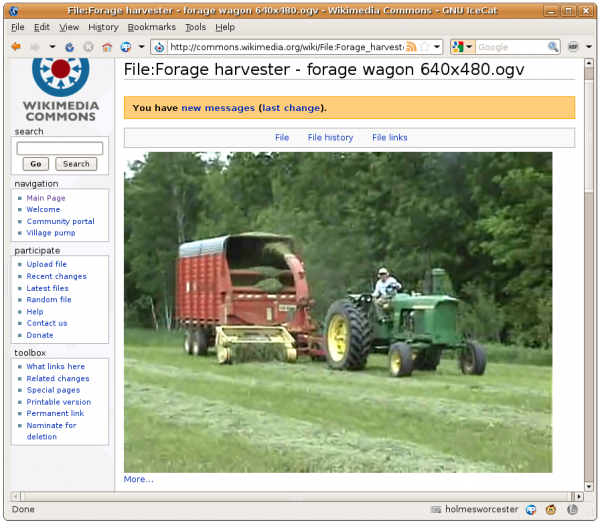 File:Forage harvester - forage wagon 640x480.ogv - Wikimedia Commons - GNU IceCat
File Edit View History Bookmarks Tools Help
http://commons.wikimedia.org/wiki/File:Forage_harveste
Google
ABP
WIKIMEDIA
COMMONS
search
Go Search
navigation
Main Page
Welcome
Community portal
Village pump
participate
Upload file
Recent changes
Latest files
Random file
Help
Contact us
Donate
toolbox
What links here
Related changes
Special pages
Printable version
Permanent link
Nominate for
deletion
File:Forage harvester - forage wagon 640x480.ogv
You have new messages (last change).
File File history File links
More...
Done
holmesworcester